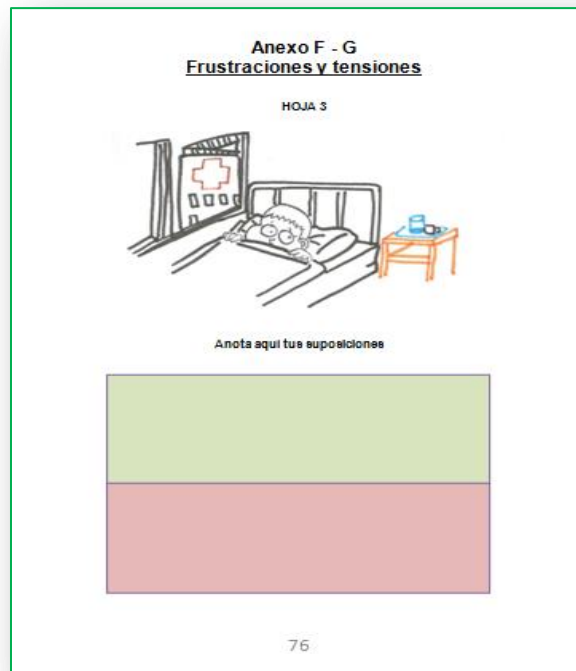 Anexo F - G
Frustraciones y tensiones
HOJA 3
Anota aquí tus suposiciones
76